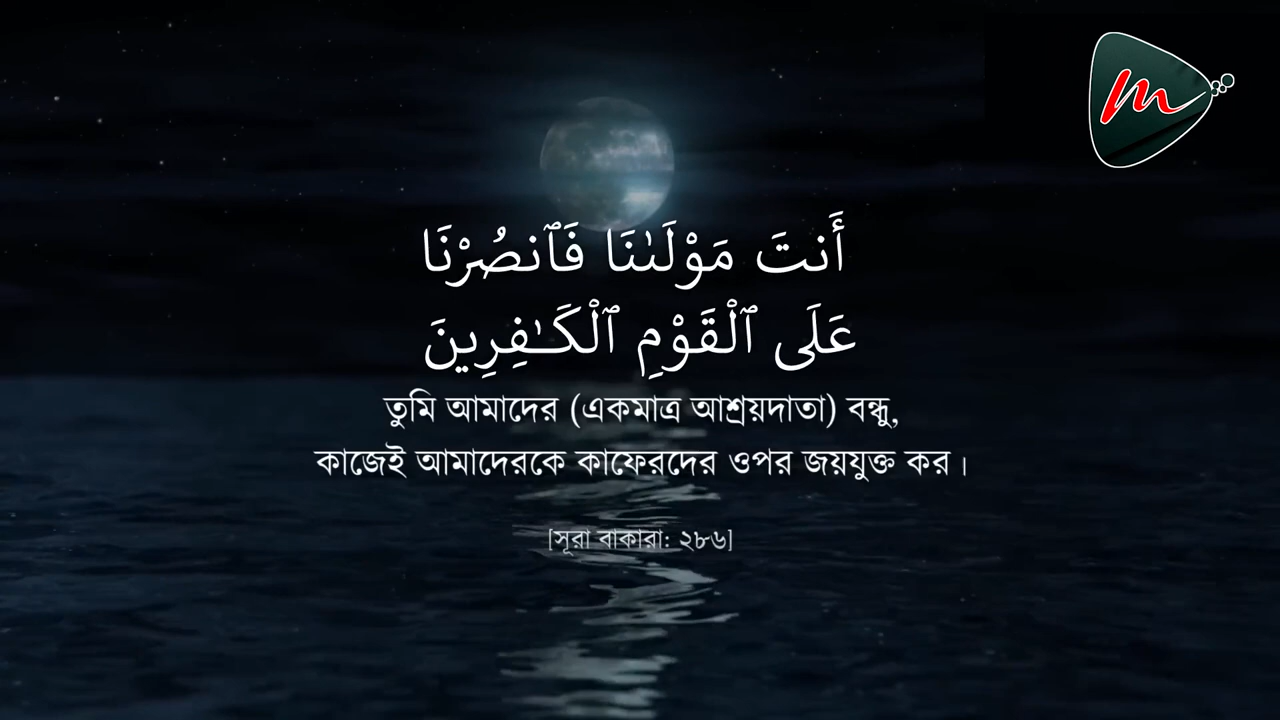 أَنتَ مَوْلَىٰنَا فَٱنصُرْنَا
عَلَى ٱلْقَوْمِ ٱلْكَـٰفِرِينَ
তুমি আমাদের (একমাত্র আশ্রয়দাতা) বন্ধু,
কাজেই আমাদেরকে কাফেরদের ওপর জয়যুক্ত কর।
[সূরা বাকারা: ২৮৬]
m